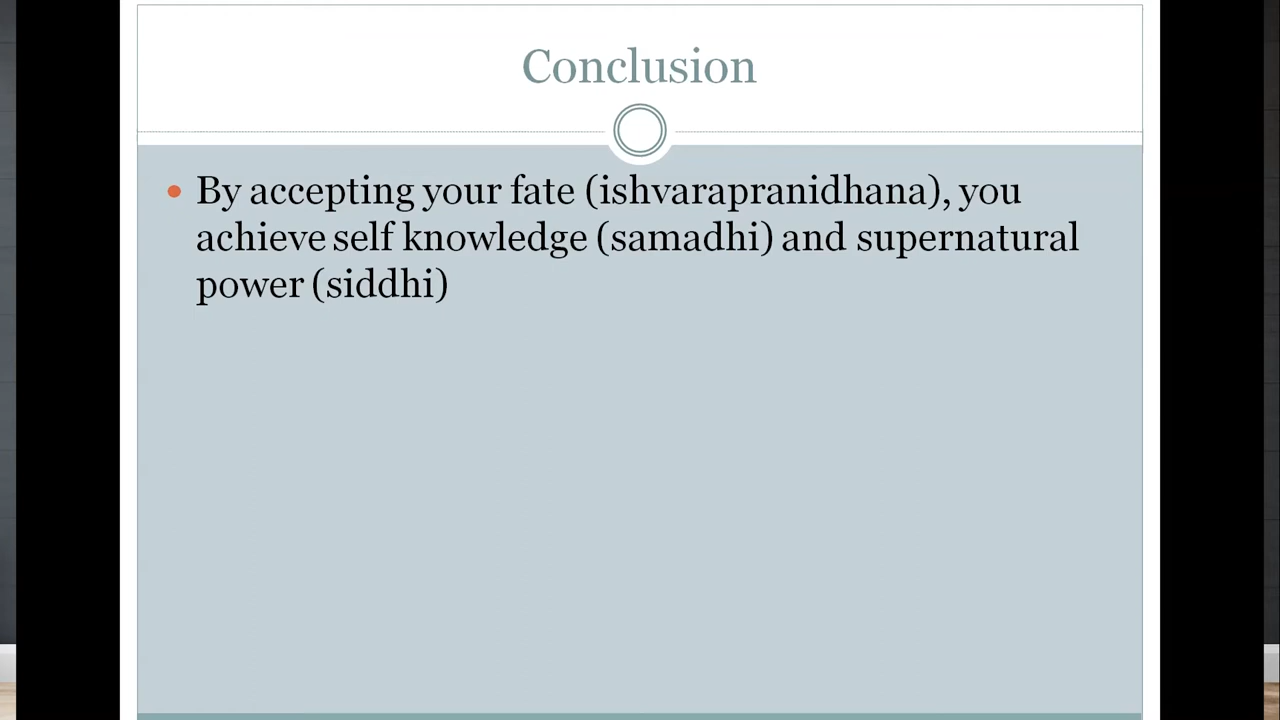 Conclusion
• By accepting your fate (ishvarapranidhana), you
achieve self knowledge (samadhi) and supernatural
power (siddhi)